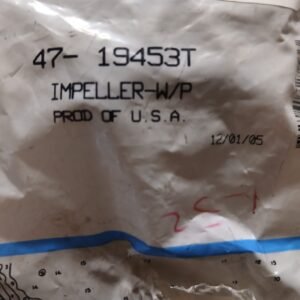 47- 19453T
IMPELLER-W/P
PROD OF U.S.A.
12/01/05